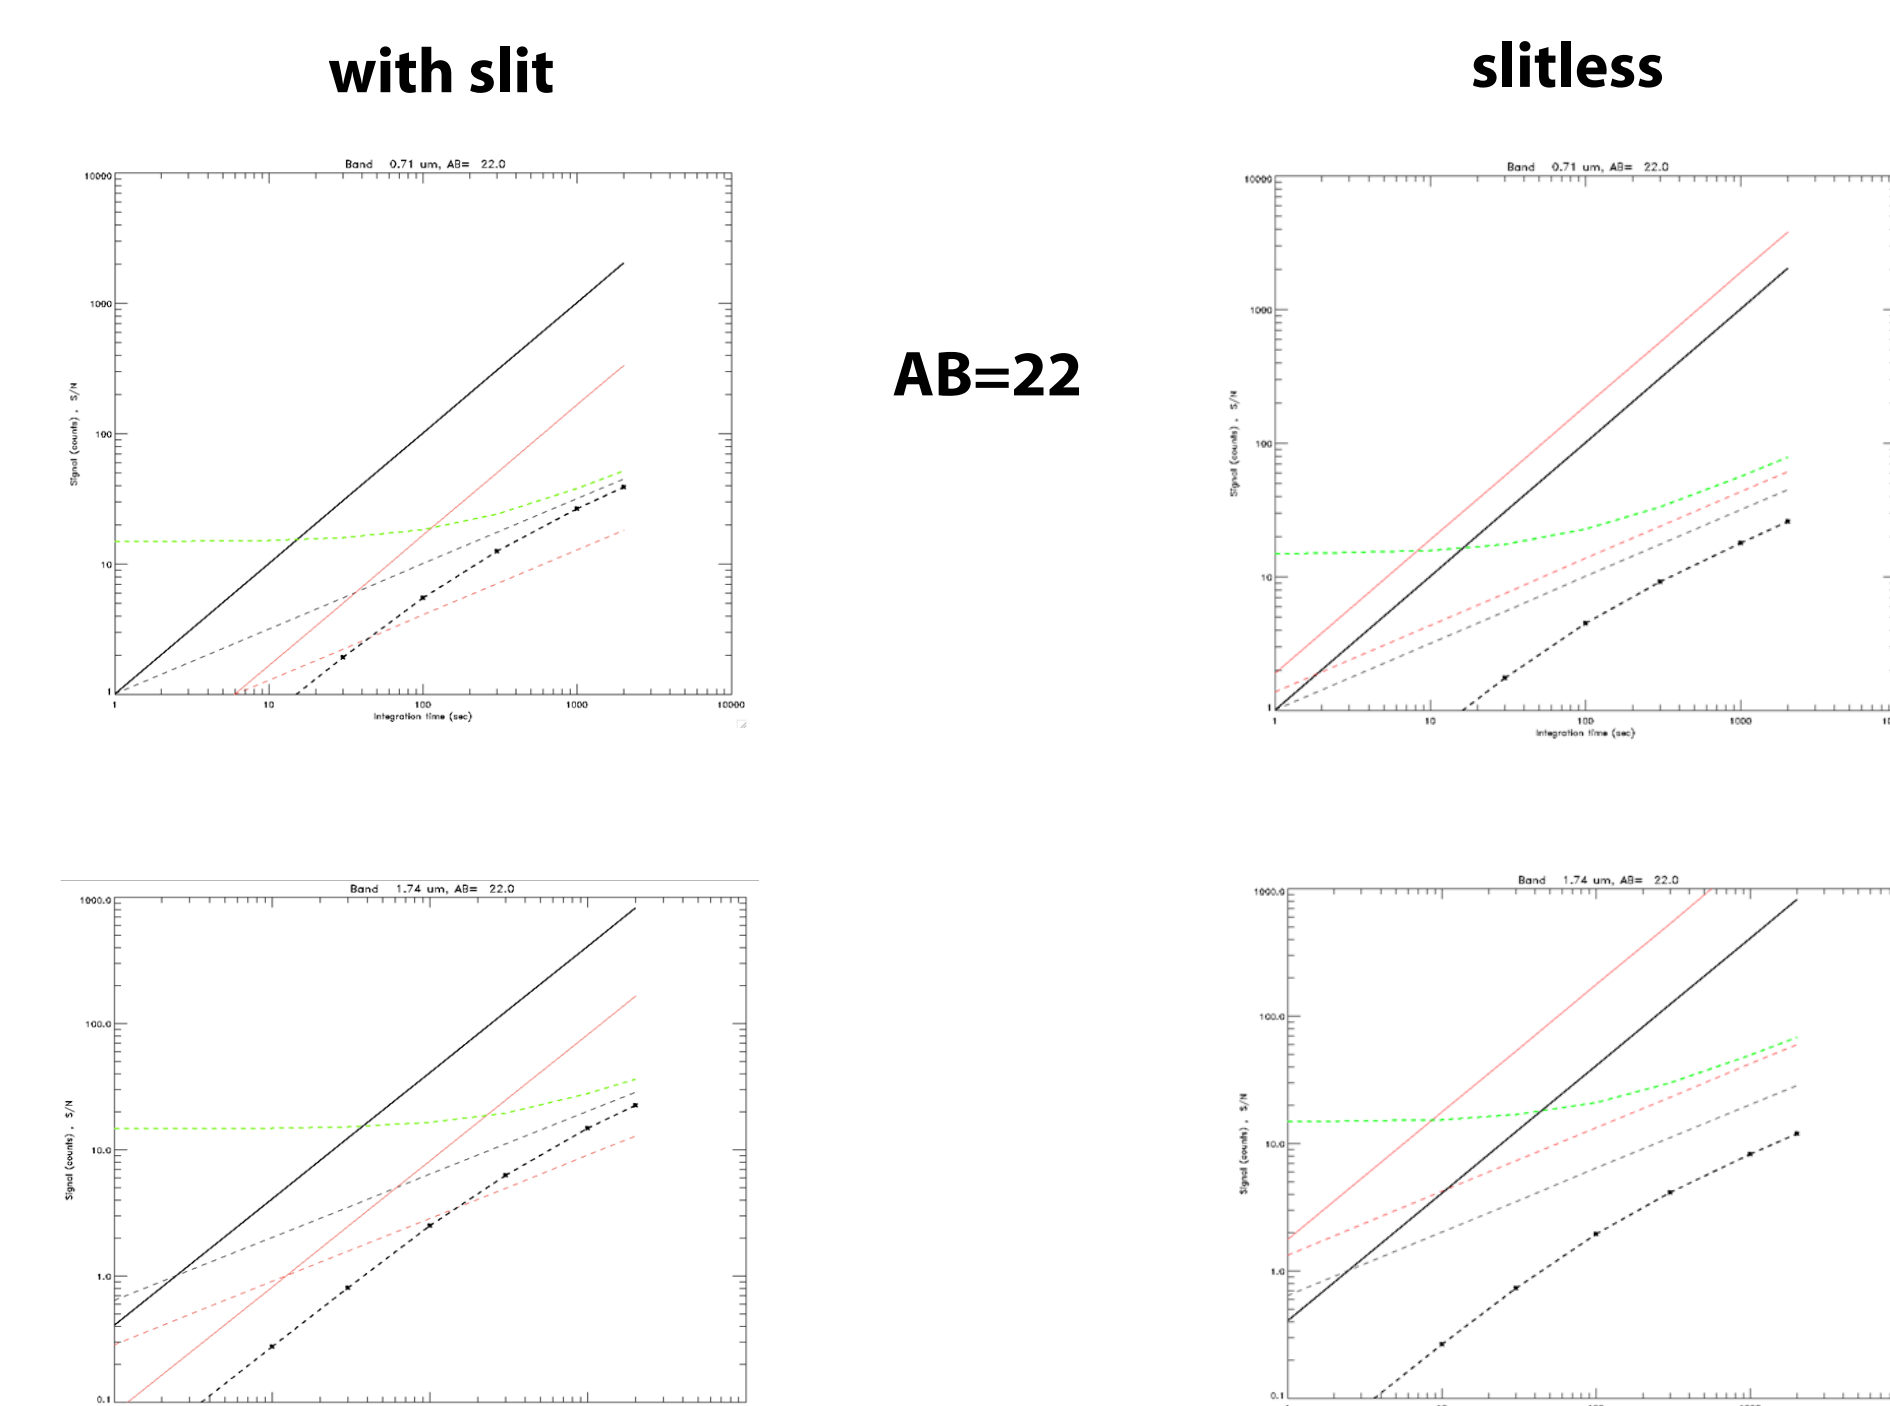 with slit
slitless
Band 0.71 um, AB= 22.0
10000
1000
100
10
1
Signal (counts) , S/N
1 10 100 1000 10000
Integration time (sec)
AB=22
Band 0.71 um, AB= 22.0
10000
1000
100
10
1
Signal (counts) , S/N
1 10 100 1000
Integration time (sec)
Band 1.74 um, AB= 22.0
1000.0
100.0
10.0
1.0
0.1
Signal (counts) , S/N
Band 1.74 um, AB= 22.0
1000.0
100.0
10.0
1.0
0.1
Signal (counts) , S/N